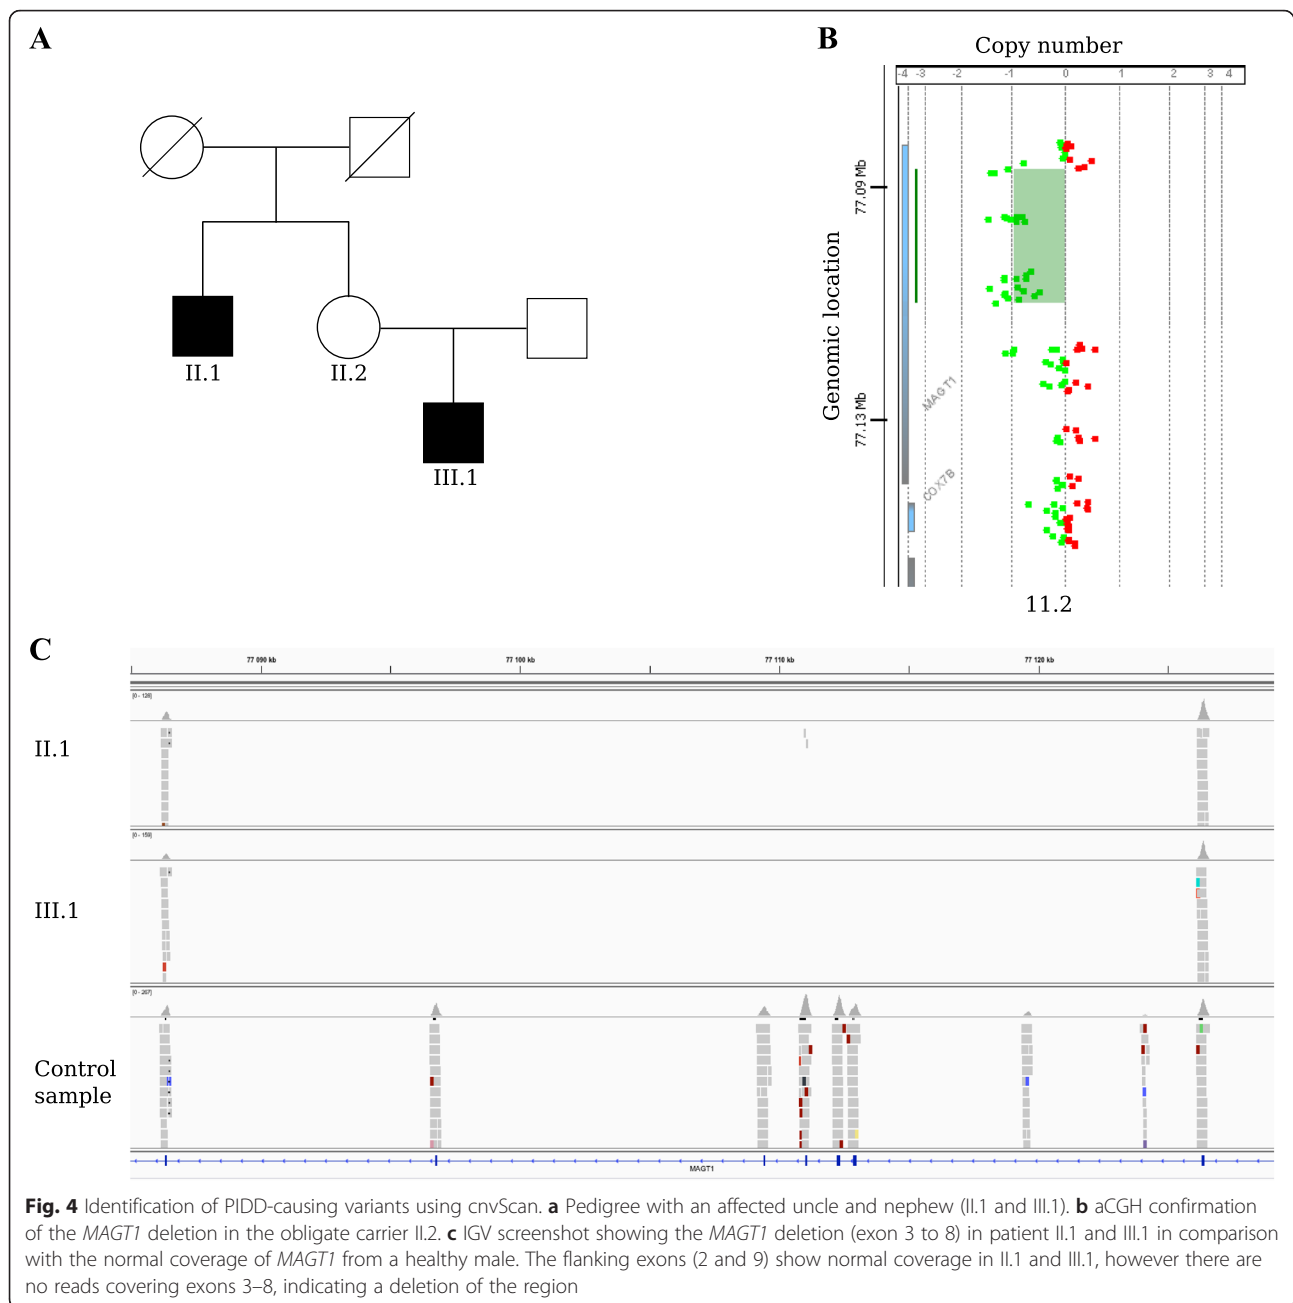 A
II.1
II.2
III.1
B
Copy number
-4 -3 -2 -1 0 1 2 3 4
Genomic location
77.09 Mb
77.13 Mb
MAGT1
COX7B
11.2
C
77 090 kb 77 100 kb 77 110 kb 77 120 kb
[0 - 128]
II.1
[0 - 159]
III.1
[0 - 267]
Control
sample
MAGT1
Fig. 4 Identification of PIDD-causing variants using cnvScan. a Pedigree with an affected uncle and nephew (II.1 and III.1). b aCGH confirmation
of the MAGT1 deletion in the obligate carrier II.2. c IGV screenshot showing the MAGT1 deletion (exon 3 to 8) in patient II.1 and III.1 in comparison
with the normal coverage of MAGT1 from a healthy male. The flanking exons (2 and 9) show normal coverage in II.1 and III.1, however there are
no reads covering exons 3–8, indicating a deletion of the region